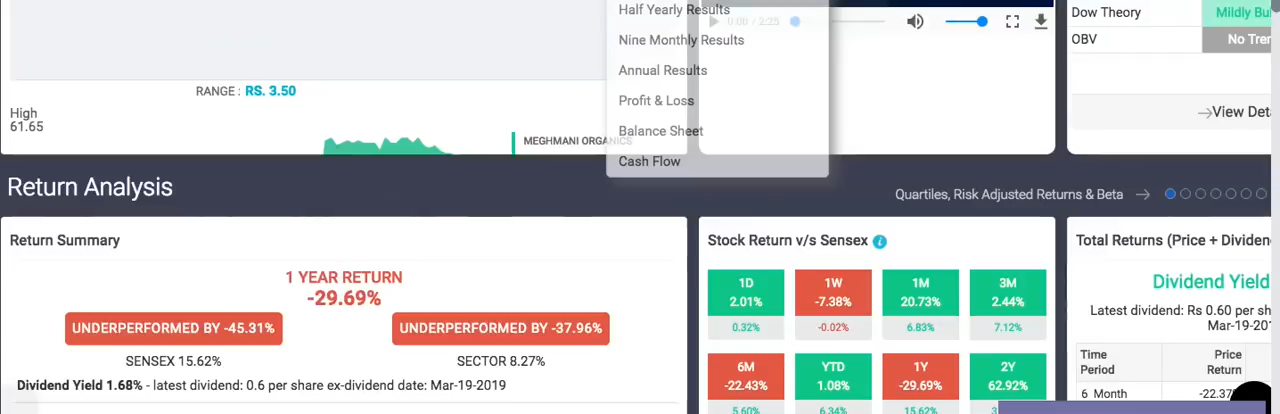 Half Yearly Results
Nine Monthly Results
Annual Results
Profit & Loss
Balance Sheet
Cash Flow
0:00 / 2:25
Dow Theory
Mildly
OBV
No
View
RANGE : RS. 3.50
High
61.65
MEGHMANI ORGANICS
Return Analysis
Quartiles, Risk Adjusted Returns & Beta
Return Summary
1 YEAR RETURN
-29.69%
UNDERPERFORMED BY -45.31%
UNDERPERFORMED BY -37.96%
SENSEX 15.62%
SECTOR 8.27%
Dividend Yield 1.68% - latest dividend: 0.6 per share ex-dividend date: Mar-19-2019
Stock Return v/s Sensex
1D
2.01%
0.32%
1W
-7.38%
-0.02%
1M
20.73%
6.83%
3M
2.44%
7.12%
6M
-22.43%
5.60%
YTD
1.08%
6.34%
1Y
-29.69%
15.62%
2Y
62.92%
Total Returns (Price +
Dividend Yield
Latest dividend: Rs 0.60 per
Time
Period
Price
Return
6 Month